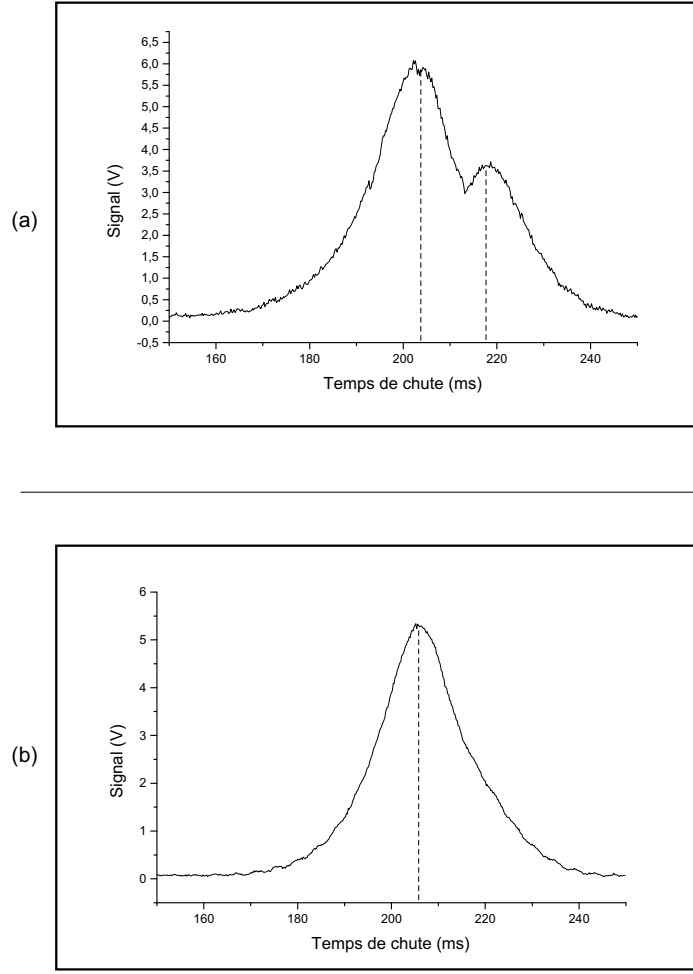 (a)
Signal (V)
6,5
6,0
5,5
5,0
4,5
4,0
3,5
3,0
2,5
2,0
1,5
1,0
0,5
0,0
-0,5
160 180 200 220 240
Temps de chute (ms)
(b)
Signal (V)
6
5
4
3
2
1
0
160 180 200 220 240
Temps de chute (ms)